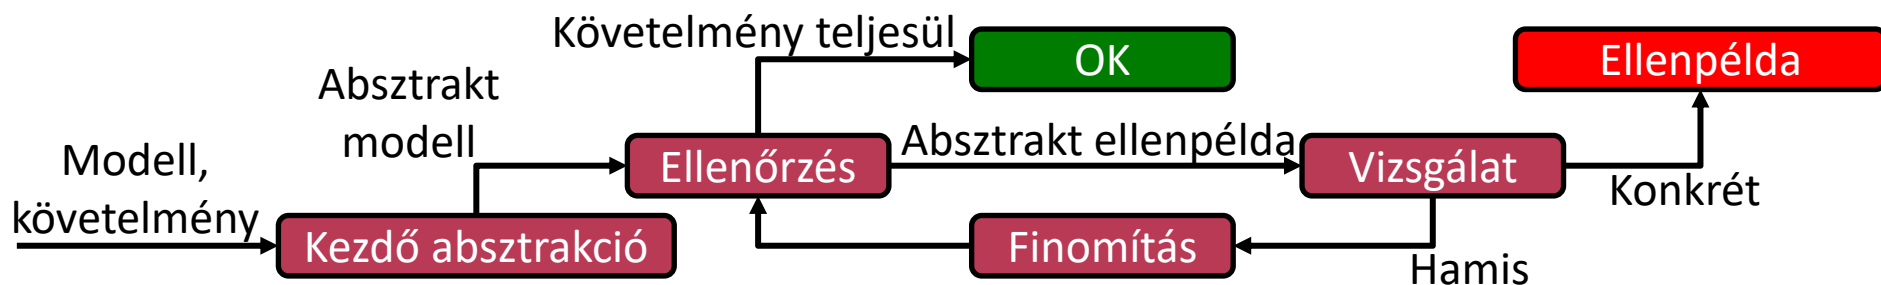 Követelmény teljesül
OK
Ellenpélda
Absztrakt
modell
Modell,
követelmény
Ellenőrzés
Absztrakt ellenpélda
Vizsgálat
Konkrét
Kezdő absztrakció
Finomítás
Hamis